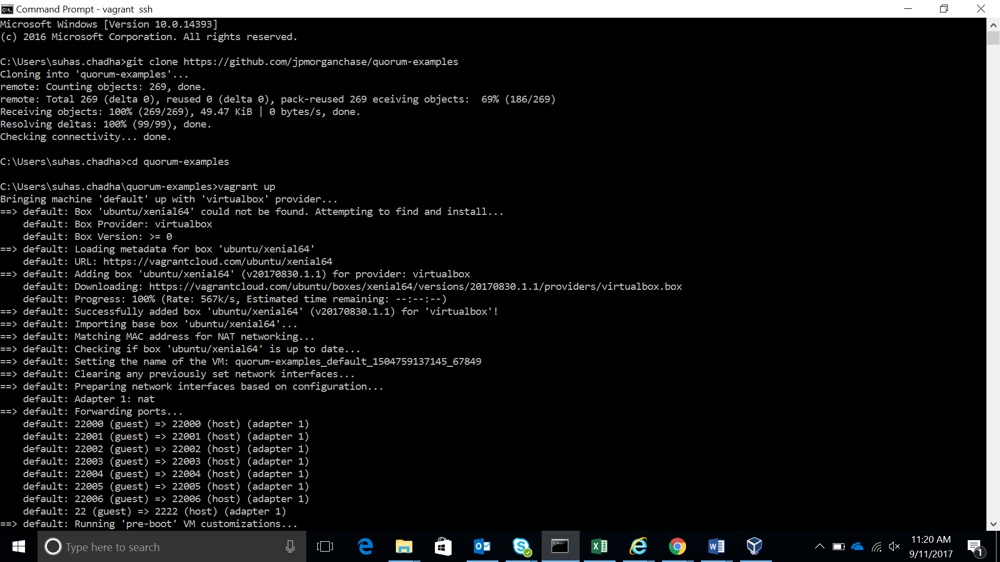 Command Prompt - vagrant  ssh
Microsoft Windows [Version 10.0.14393]
(c) 2016 Microsoft Corporation. All rights reserved.
C:\Users\suhas.chadha>git clone https://github.com/jpmorganchase/quorum-examples
Cloning into 'quorum-examples'...
remote: Counting objects: 269, done.
remote: Total 269 (delta 0), reused 0 (delta 0), pack-reused 269 eceiving objects:  69% (186/269)
Receiving objects: 100% (269/269), 49.47 KiB | 0 bytes/s, done.
Resolving deltas: 100% (99/99), done.
Checking connectivity... done.
C:\Users\suhas.chadha>cd quorum-examples
C:\Users\suhas.chadha\quorum-examples>vagrant up
Bringing machine 'default' up with 'virtualbox' provider...
==> default: Box 'ubuntu/xenial64' could not be found. Attempting to find and install...
    default: Box Provider: virtualbox
    default: Box Version: >= 0
==> default: Loading metadata for box 'ubuntu/xenial64'
    default: URL: https://vagrantcloud.com/ubuntu/xenial64
==> default: Adding box 'ubuntu/xenial64' (v20170830.1.1) for provider: virtualbox
    default: Downloading: https://vagrantcloud.com/ubuntu/boxes/xenial64/versions/20170830.1.1/providers/virtualbox.box
    default: Progress: 100% (Rate: 567k/s, Estimated time remaining: --:--:--)
==> default: Successfully added box 'ubuntu/xenial64' (v20170830.1.1) for 'virtualbox'!
==> default: Importing base box 'ubuntu/xenial64'...
==> default: Matching MAC address for NAT networking...
==> default: Checking if box 'ubuntu/xenial64' is up to date...
==> default: Setting the name of the VM: quorum-examples_default_1504759137145_67849
==> default: Clearing any previously set network interfaces...
==> default: Preparing network interfaces based on configuration...
    default: Adapter 1: nat
==> default: Forwarding ports...
    default: 22000 (guest) => 22000 (host) (adapter 1)
    default: 22001 (guest) => 22001 (host) (adapter 1)
    default: 22002 (guest) => 22002 (host) (adapter 1)
    default: 22003 (guest) => 22003 (host) (adapter 1)
    default: 22004 (guest) => 22004 (host) (adapter 1)
    default: 22005 (guest) => 22005 (host) (adapter 1)
    default: 22006 (guest) => 22006 (host) (adapter 1)
    default: 22 (guest) => 2222 (host) (adapter 1)
==> default: Running 'pre-boot' VM customizations...
Type here to search
11:20 AM
9/11/2017
1